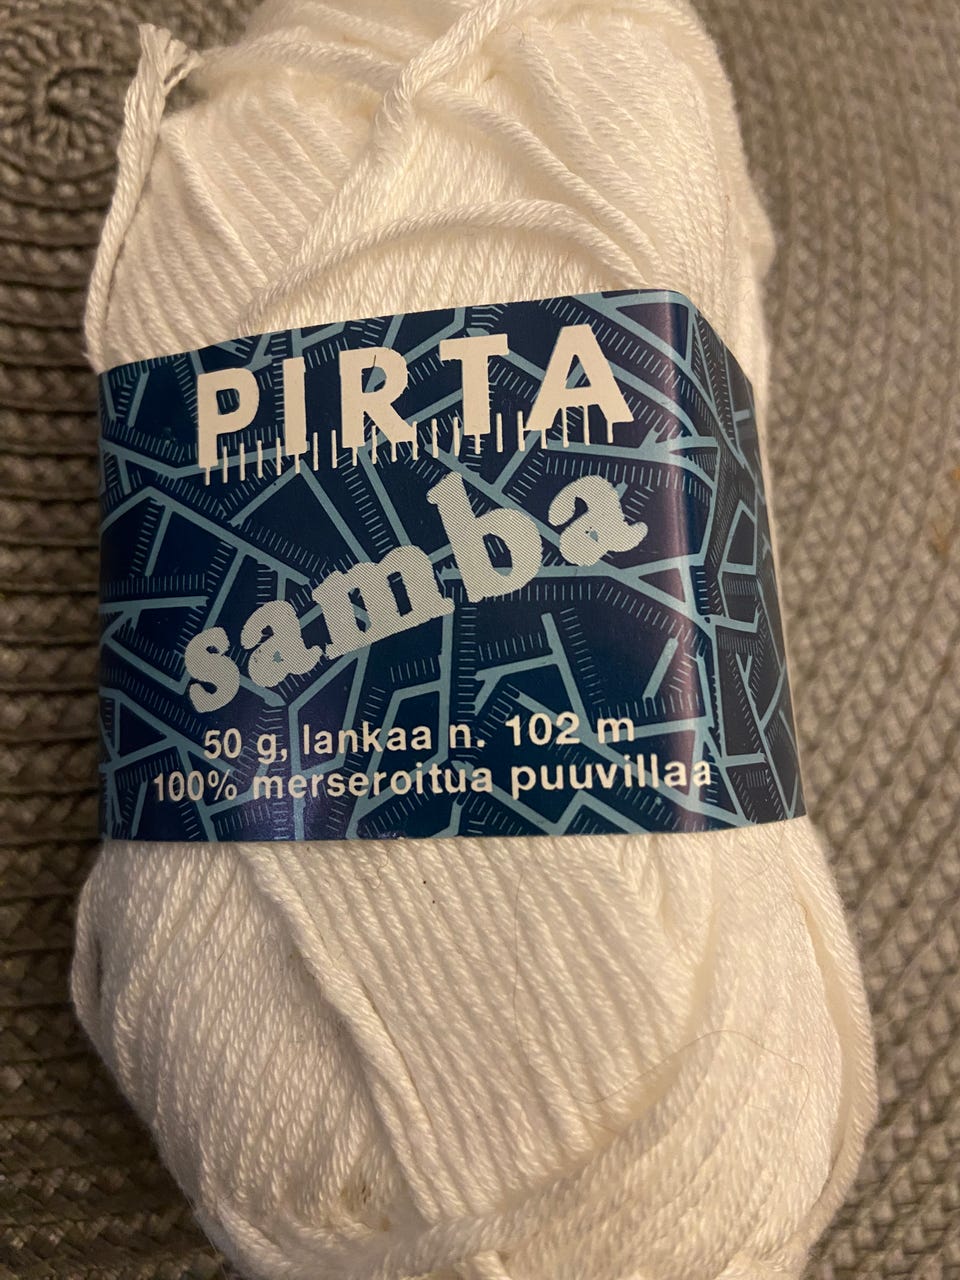 PIRTA
samba
50 g, lankaa n. 102 m
100% merseroitua puuvillaa